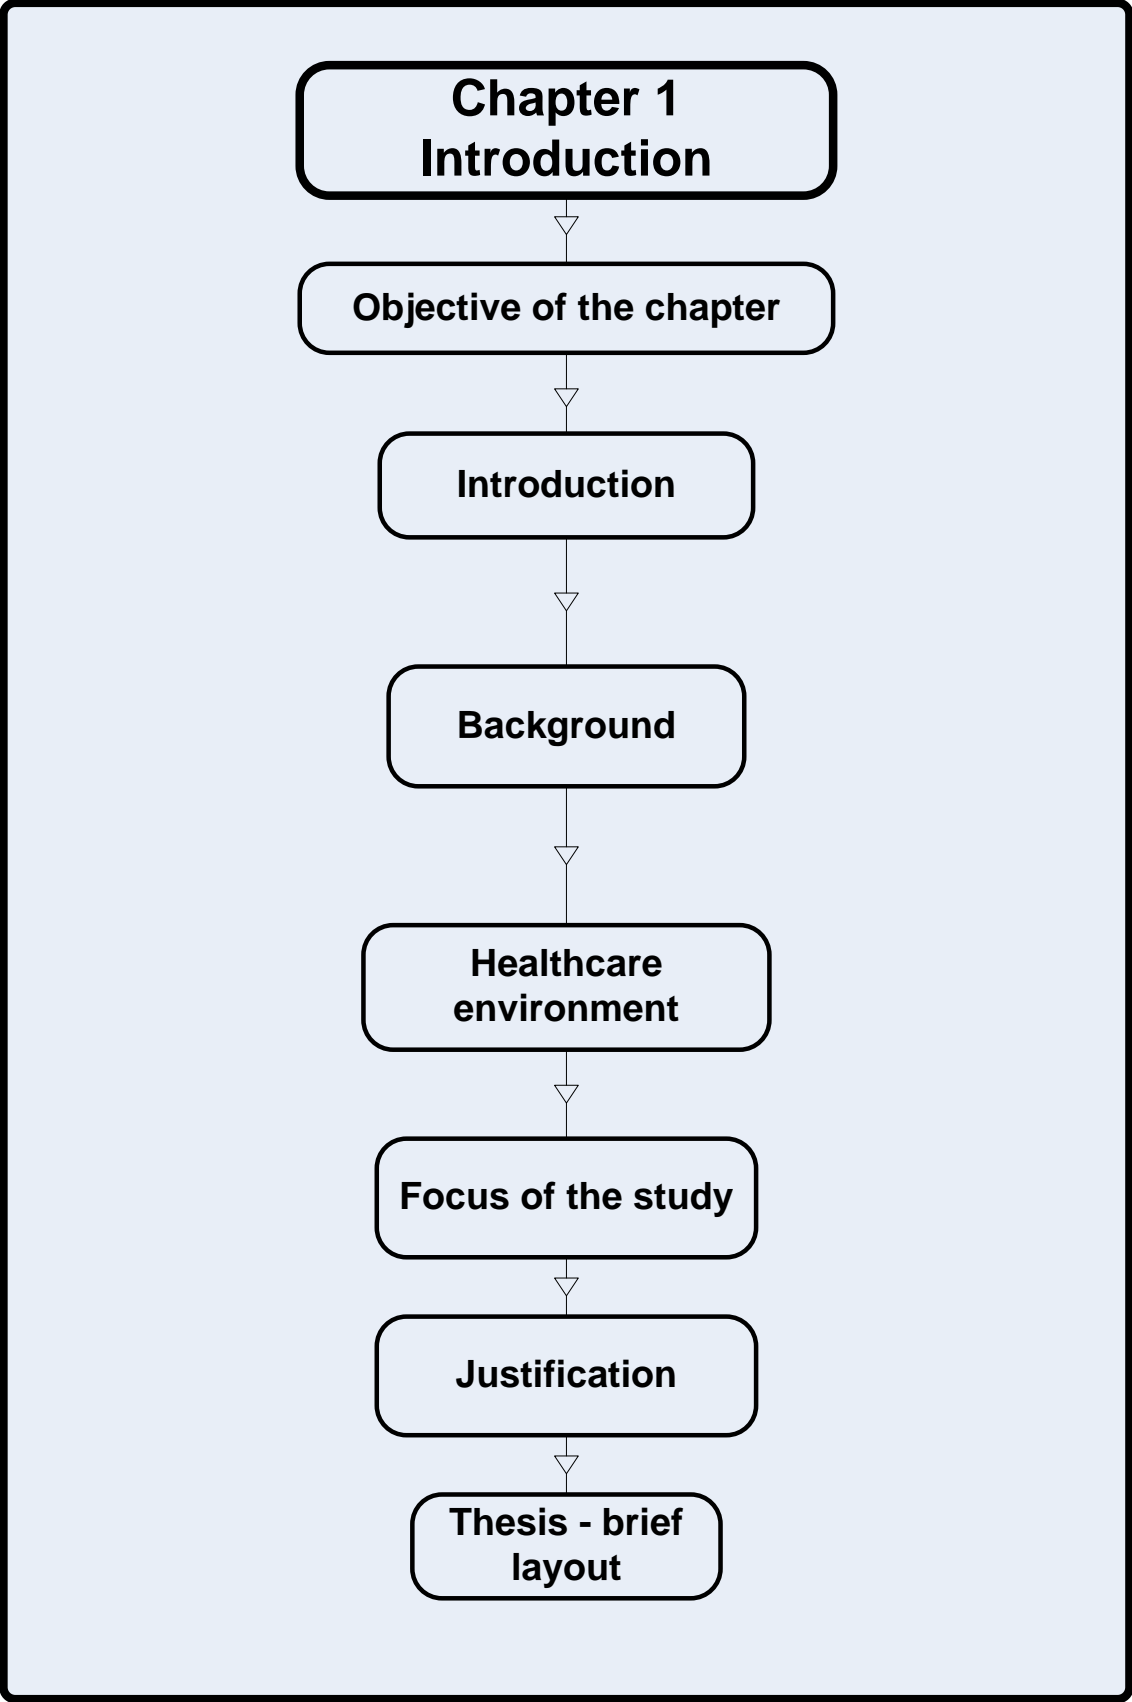 Chapter 1
Introduction
Objective of the chapter
Introduction
Background
Healthcare
environment
Focus of the study
Justification
Thesis - brief
layout